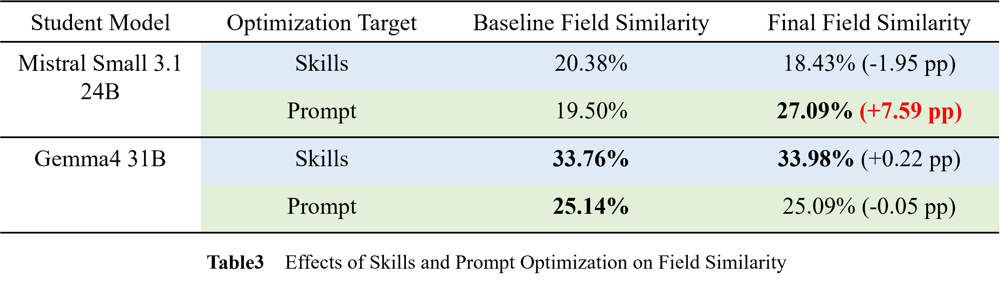 Student Model Optimization Target Baseline Field Similarity Final Field Similarity
Mistral Small 3.1 24B Skills 20.38% 18.43% (-1.95 pp)
Prompt 19.50% 27.09% (+7.59 pp)
Gemma4 31B Skills 33.76% 33.98% (+0.22 pp)
Prompt 25.14% 25.09% (-0.05 pp)
Table3 Effects of Skills and Prompt Optimization on Field Similarity